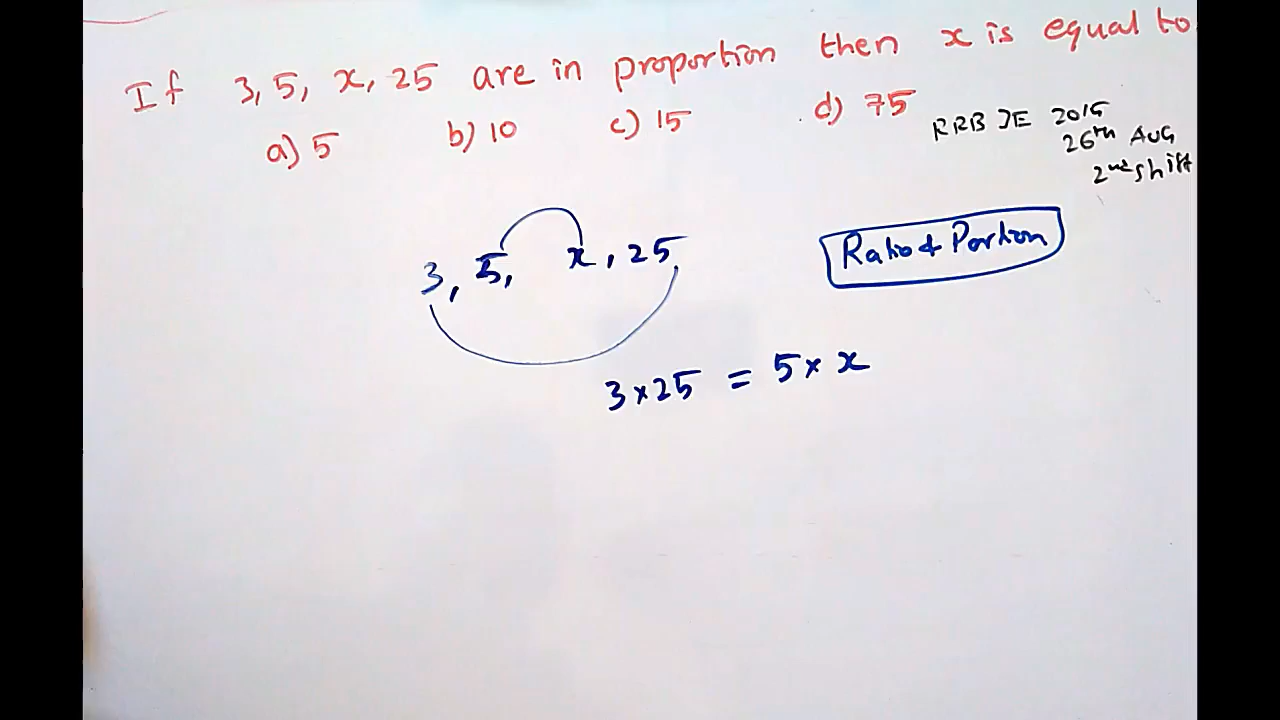 If 3, 5, x, 25 are in proportion then x is equal to
a) 5 b) 10 c) 15 d) 75
RRB JE 2015
26th AUG
2nd shift
3, 5, x, 25
Ratio & Portion
3 × 25 = 5 × x